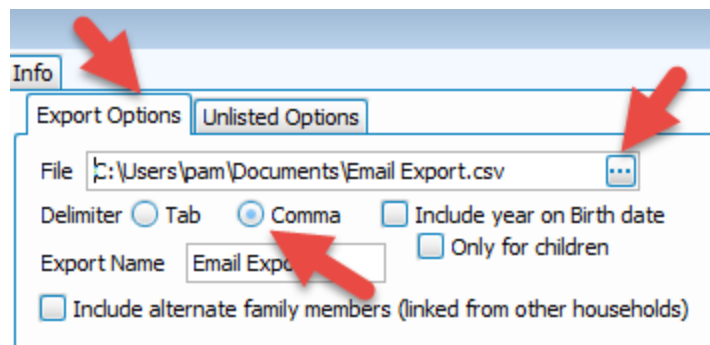 Info
Export Options Unlisted Options
File C:\Users\pam\Documents\Email Export.csv ...
Delimiter Tab Comma Include year on Birth date
Only for children
Export Name Email
Include alternate family members (linked from other households)